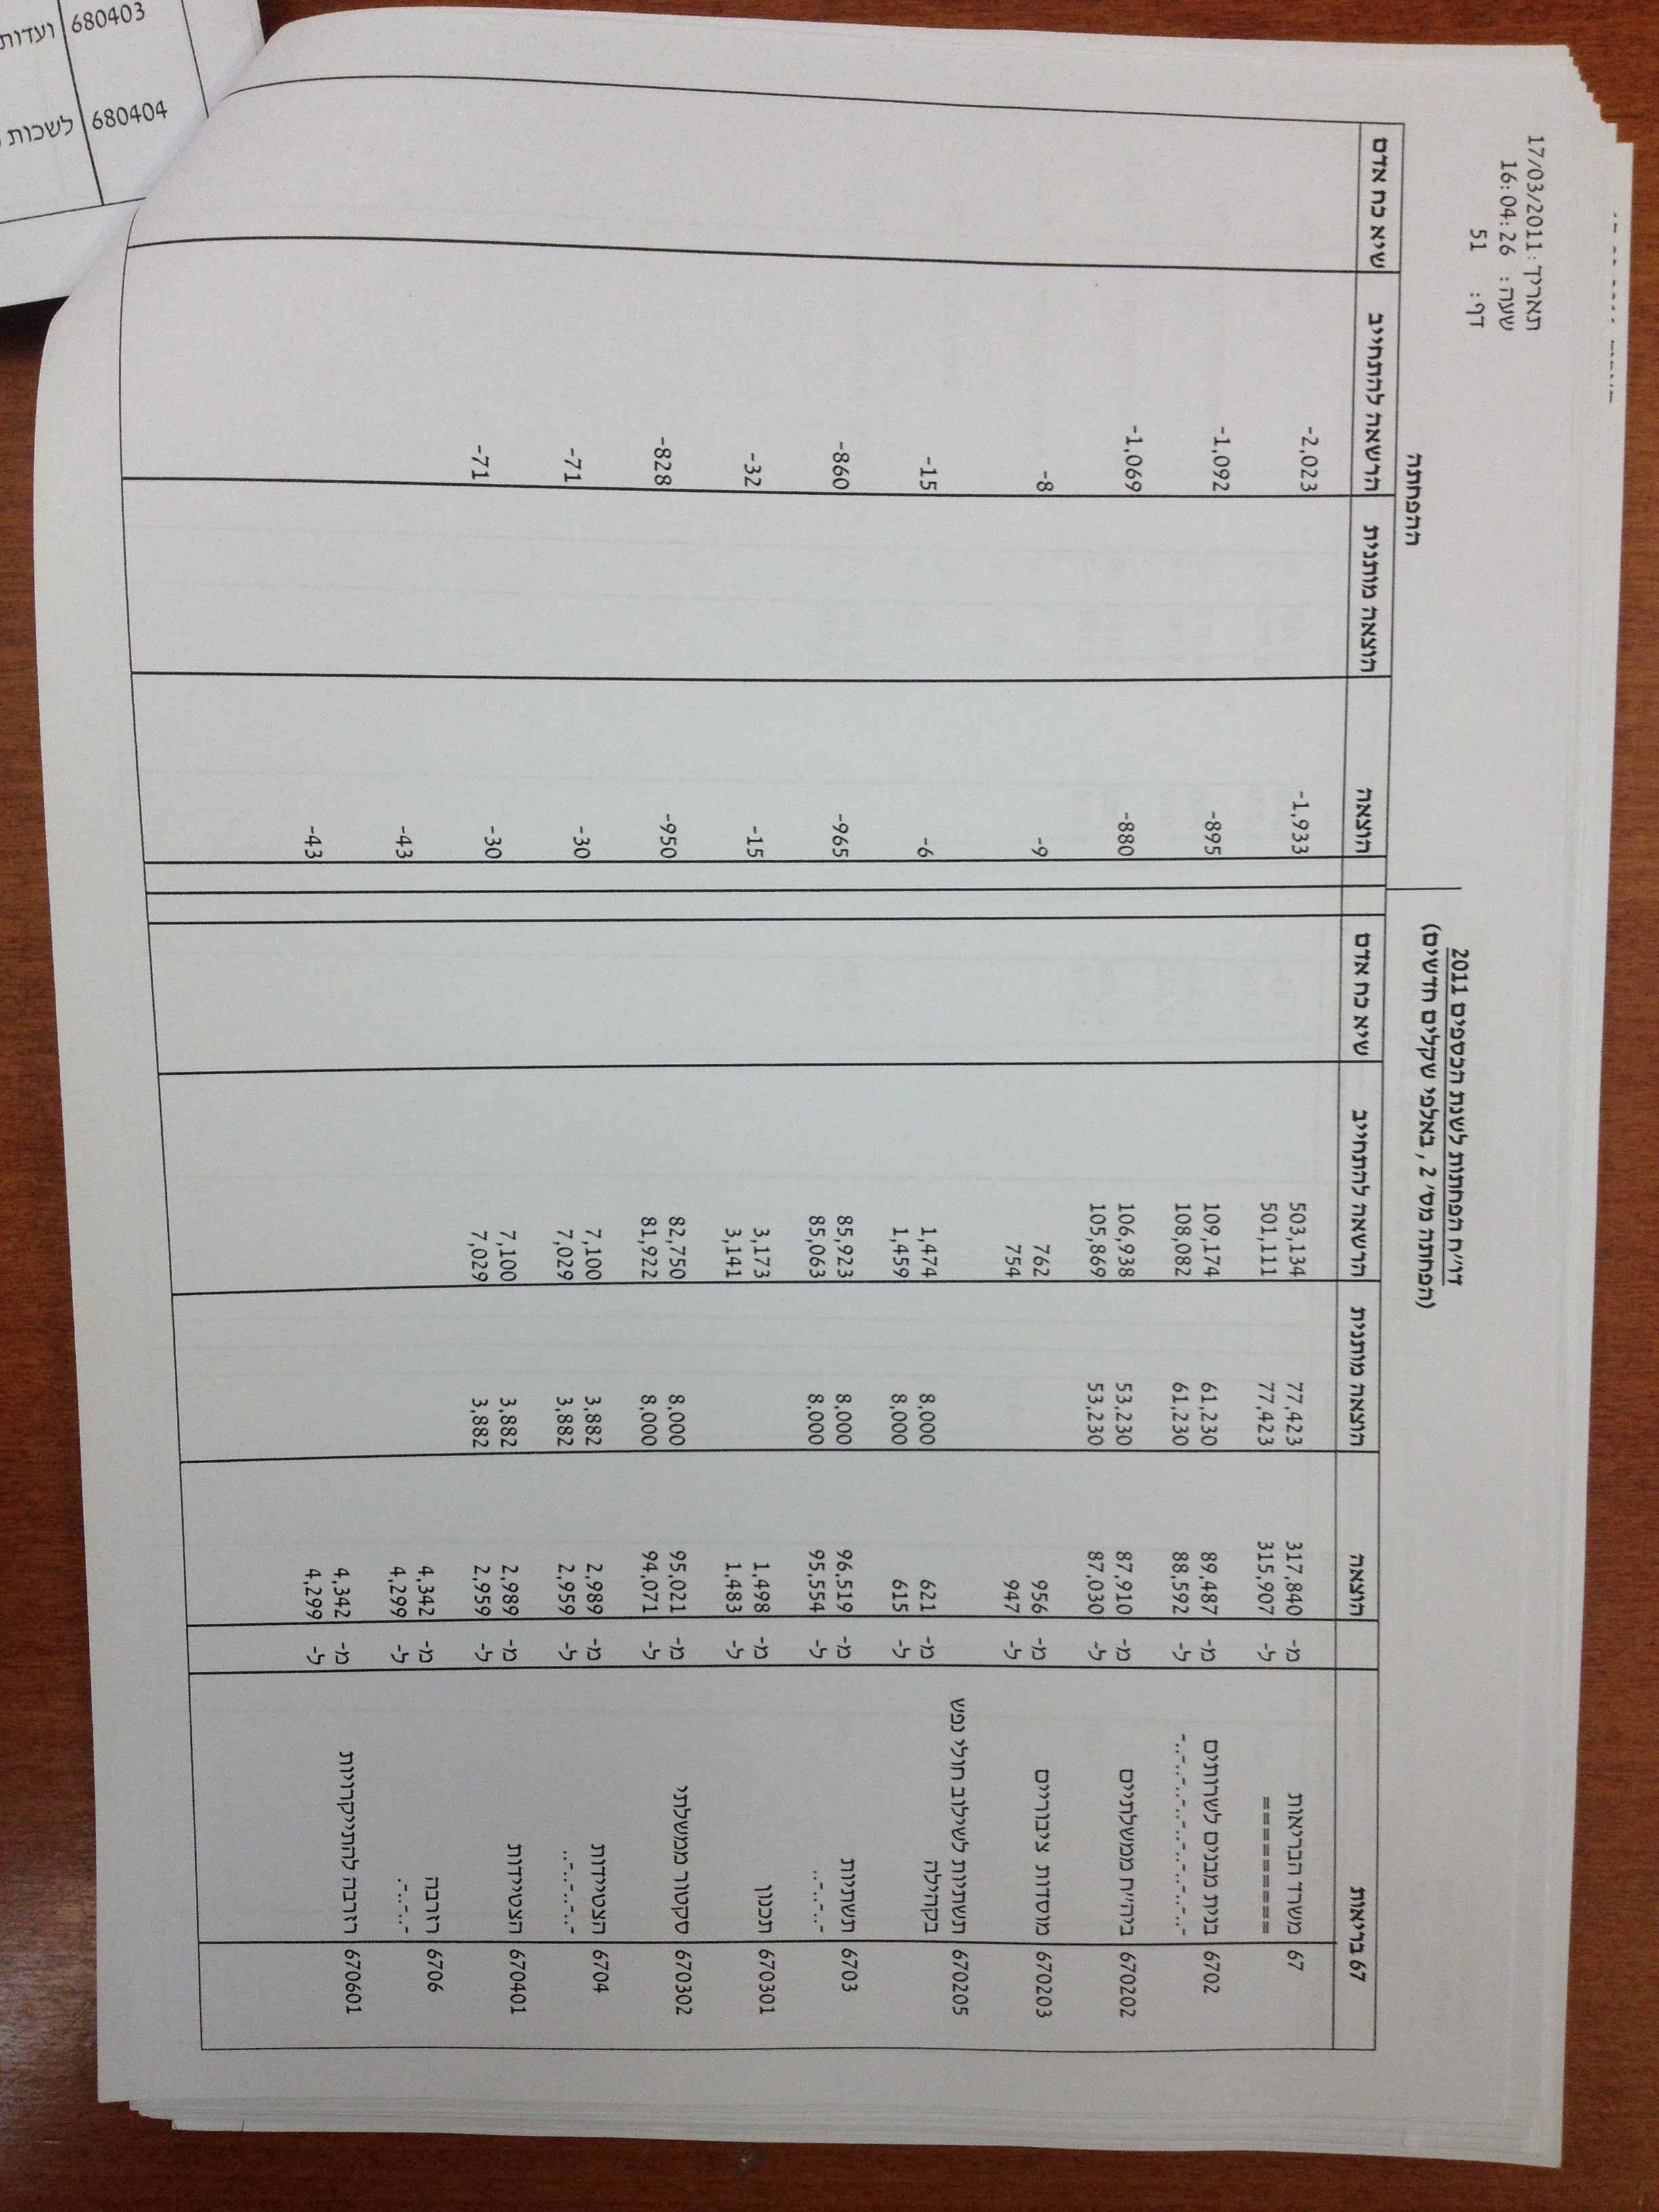 תאריך: 17/03/2011
שעה: 16:04:26
דף: 51
דו״ח הפחתות לשנת הכספים 2011
(הפחתה מס׳ 2, באלפי שקלים חדשים)
ההפחתה
67 בריאות הוצאה הוצאה מותנית הרשאה להתחייב שיא כח אדם הוצאה הוצאה מותנית הרשאה להתחייב שיא כח אדם
67 משרד הבריאות מ- 317,840 77,423 503,134 -1,933 -2,023
========= ל- 315,907 77,423 501,111
6702 בנית מבנים לשרותים מ- 89,487 61,230 109,174 -895 -1,092
-..-..-..-..-..-..-..-..-..- ל- 88,592 61,230 108,082
670202 ביה״ח ממשלתיים מ- 87,910 53,230 106,938 -880 -1,069
ל- 87,030 53,230 105,869
670203 מוסדות ציבוריים מ- 956 762 -9 -8
ל- 947 754
670205 תשתיות לשילוב חולי נפש
בקהילה מ- 621 8,000 1,474 -6 -15
ל- 615 8,000 1,459
6703 תשתיות מ- 96,519 8,000 85,923 -965 -860
-..-..-.. ל- 95,554 8,000 85,063
670301 תכנון מ- 1,498 3,173 -15 -32
ל- 1,483 3,141
670302 סקטור ממשלתי מ- 95,021 8,000 82,750 -950 -828
ל- 94,071 8,000 81,922
6704 הצטיידות מ- 2,989 3,882 7,100 -30 -71
-..-..-..-.. ל- 2,959 3,882 7,029
670401 הצטיידות מ- 2,989 3,882 7,100 -30 -71
ל- 2,959 3,882 7,029
6706 רזרבה מ- 4,342 -43
-..-..-. ל- 4,299
670601 רזרבה להתייקרויות מ- 4,342 -43
ל- 4,299
680403 ועדות
680404 לשכות